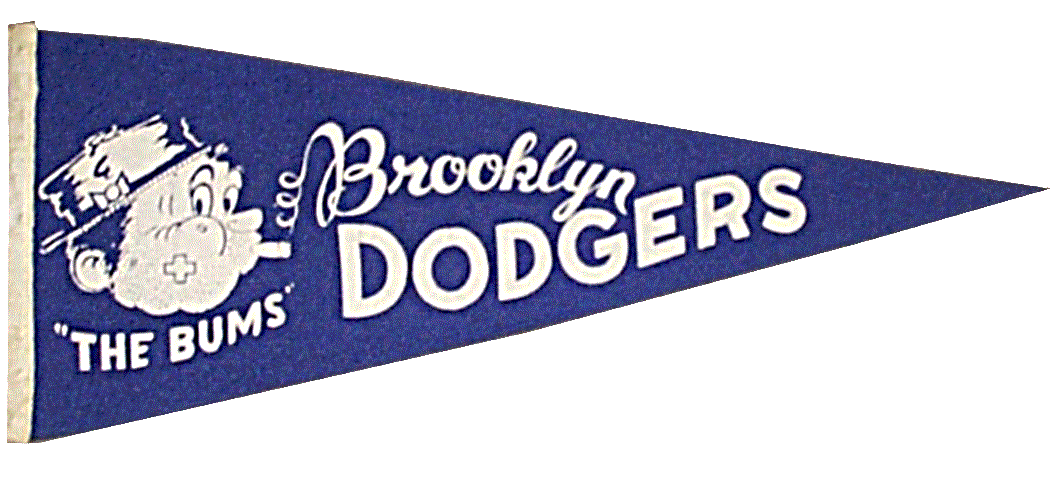 Brooklyn
DODGERS
"THE BUMS"